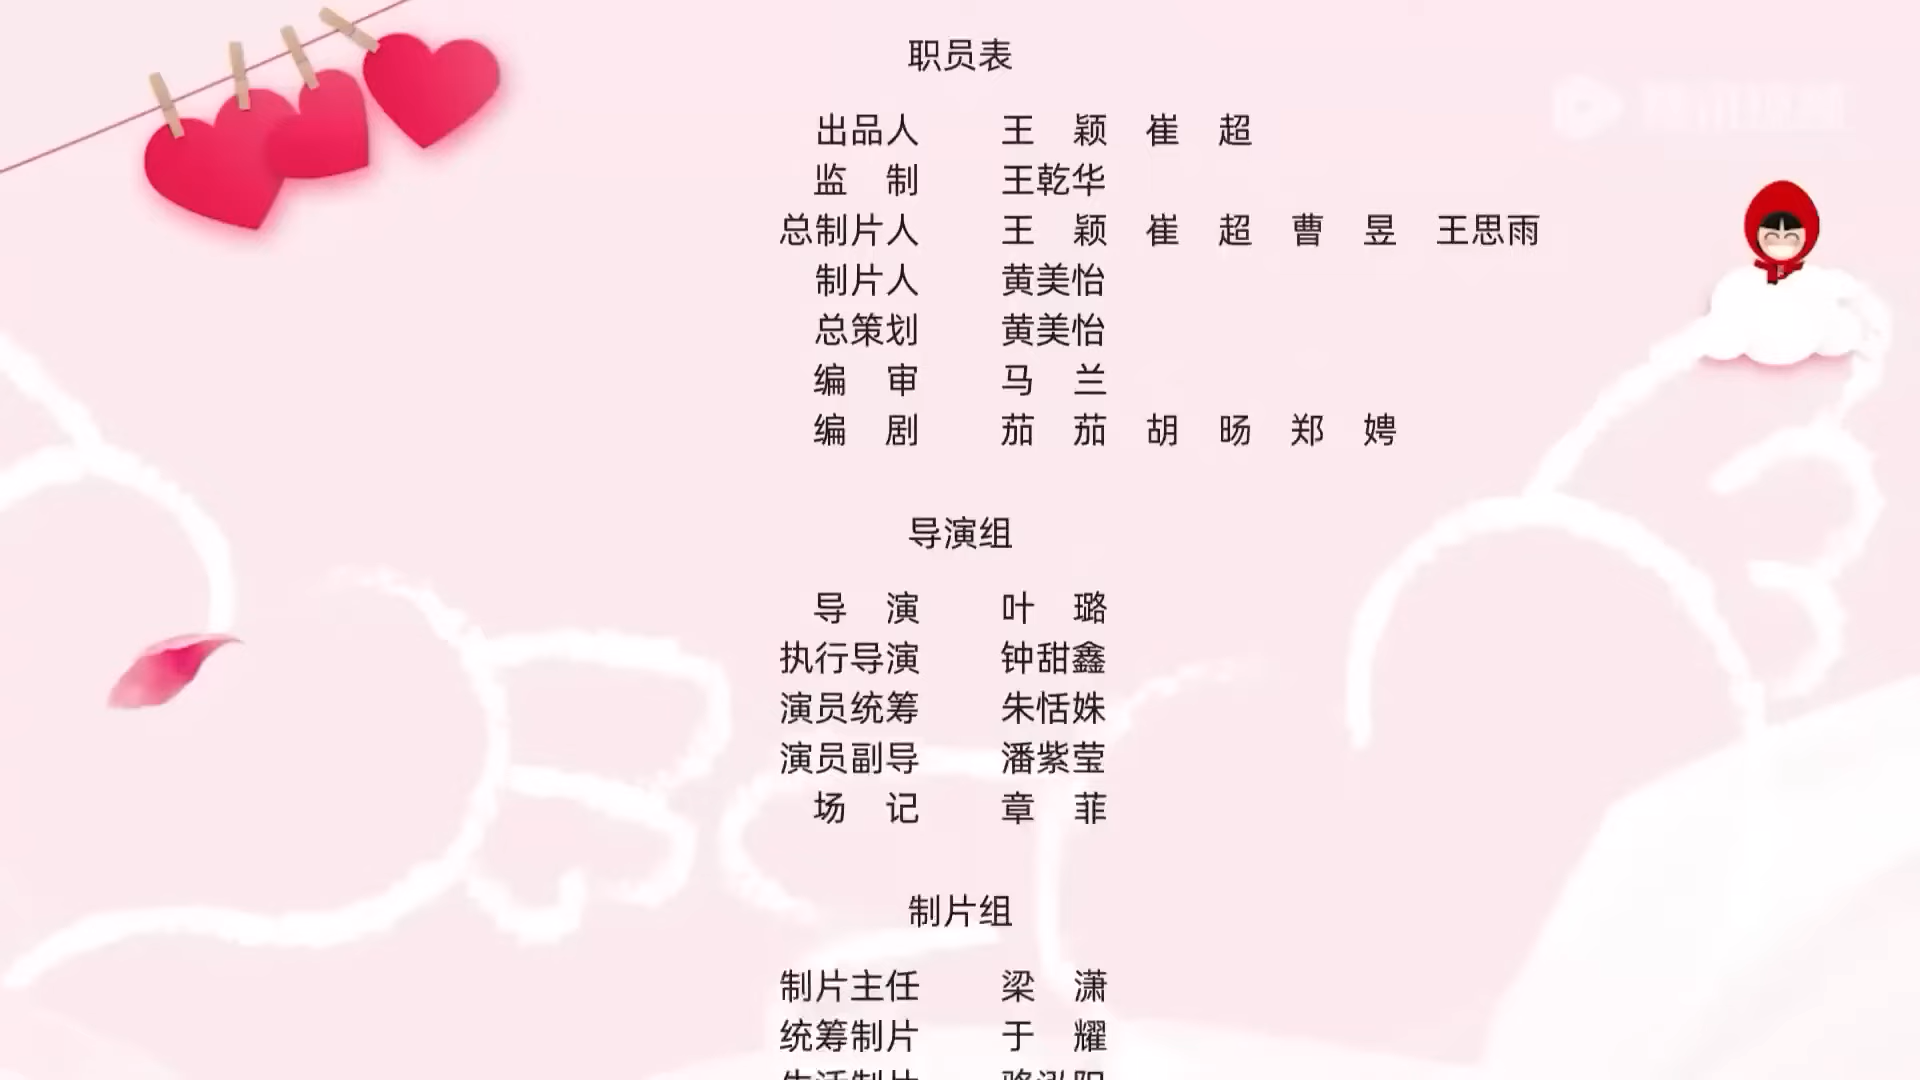 职员表
出品人 王 颖 崔 超
监 制 王乾华
总制片人 王 颖 崔 超 曹 昱 王思雨
制片人 黄美怡
总策划 黄美怡
编 审 马 兰
编 剧 茄 茄 胡 旸 郑 娉
导演组
导 演 叶 璐
执行导演 钟甜鑫
演员统筹 朱恬姝
演员副导 潘紫莹
场 记 章 菲
制片组
制片主任 梁 潇
统筹制片 于 耀